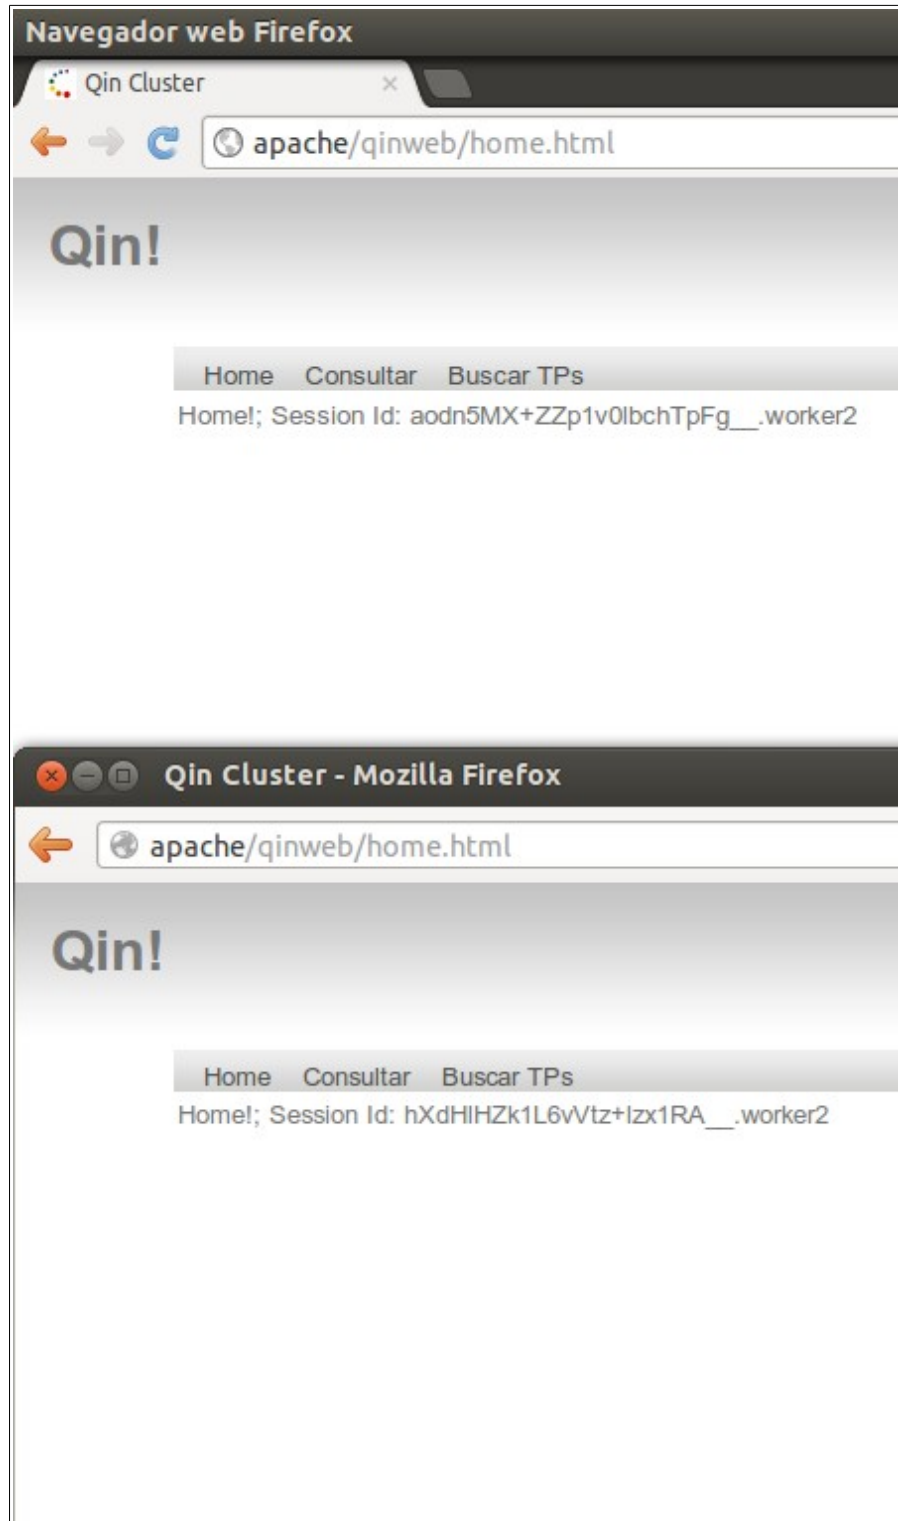 Navegador web Firefox
Qin Cluster
apache/qinweb/home.html
Qin!
Home Consultar Buscar TPs
Home!; Session Id: aodn5MX+ZZp1v0lbchTpFg__.worker2
Qin Cluster - Mozilla Firefox
apache/qinweb/home.html
Qin!
Home Consultar Buscar TPs
Home!; Session Id: hXdHlHZk1L6vVtz+Izx1RA__.worker2